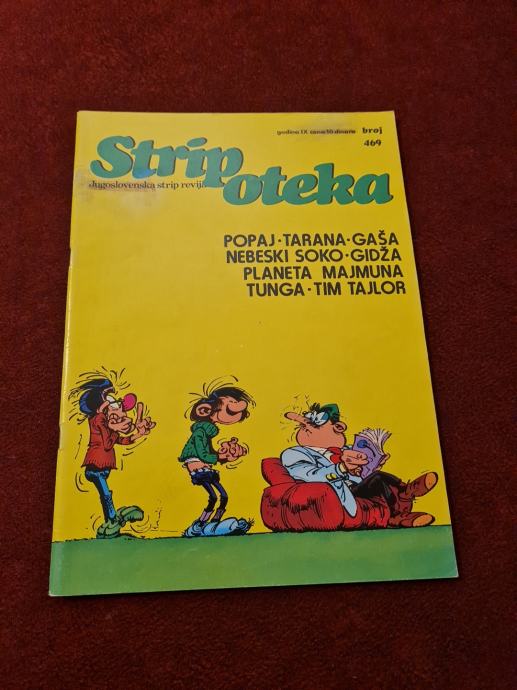 godina IX cena 10 dinara broj
469
Strip
oteka
Jugoslovenska strip revija
POPAJ·TARANA·GAŠA
NEBESKI SOKO·GIDŽA
PLANETA MAJMUNA
TUNGA·TIM TAJLOR